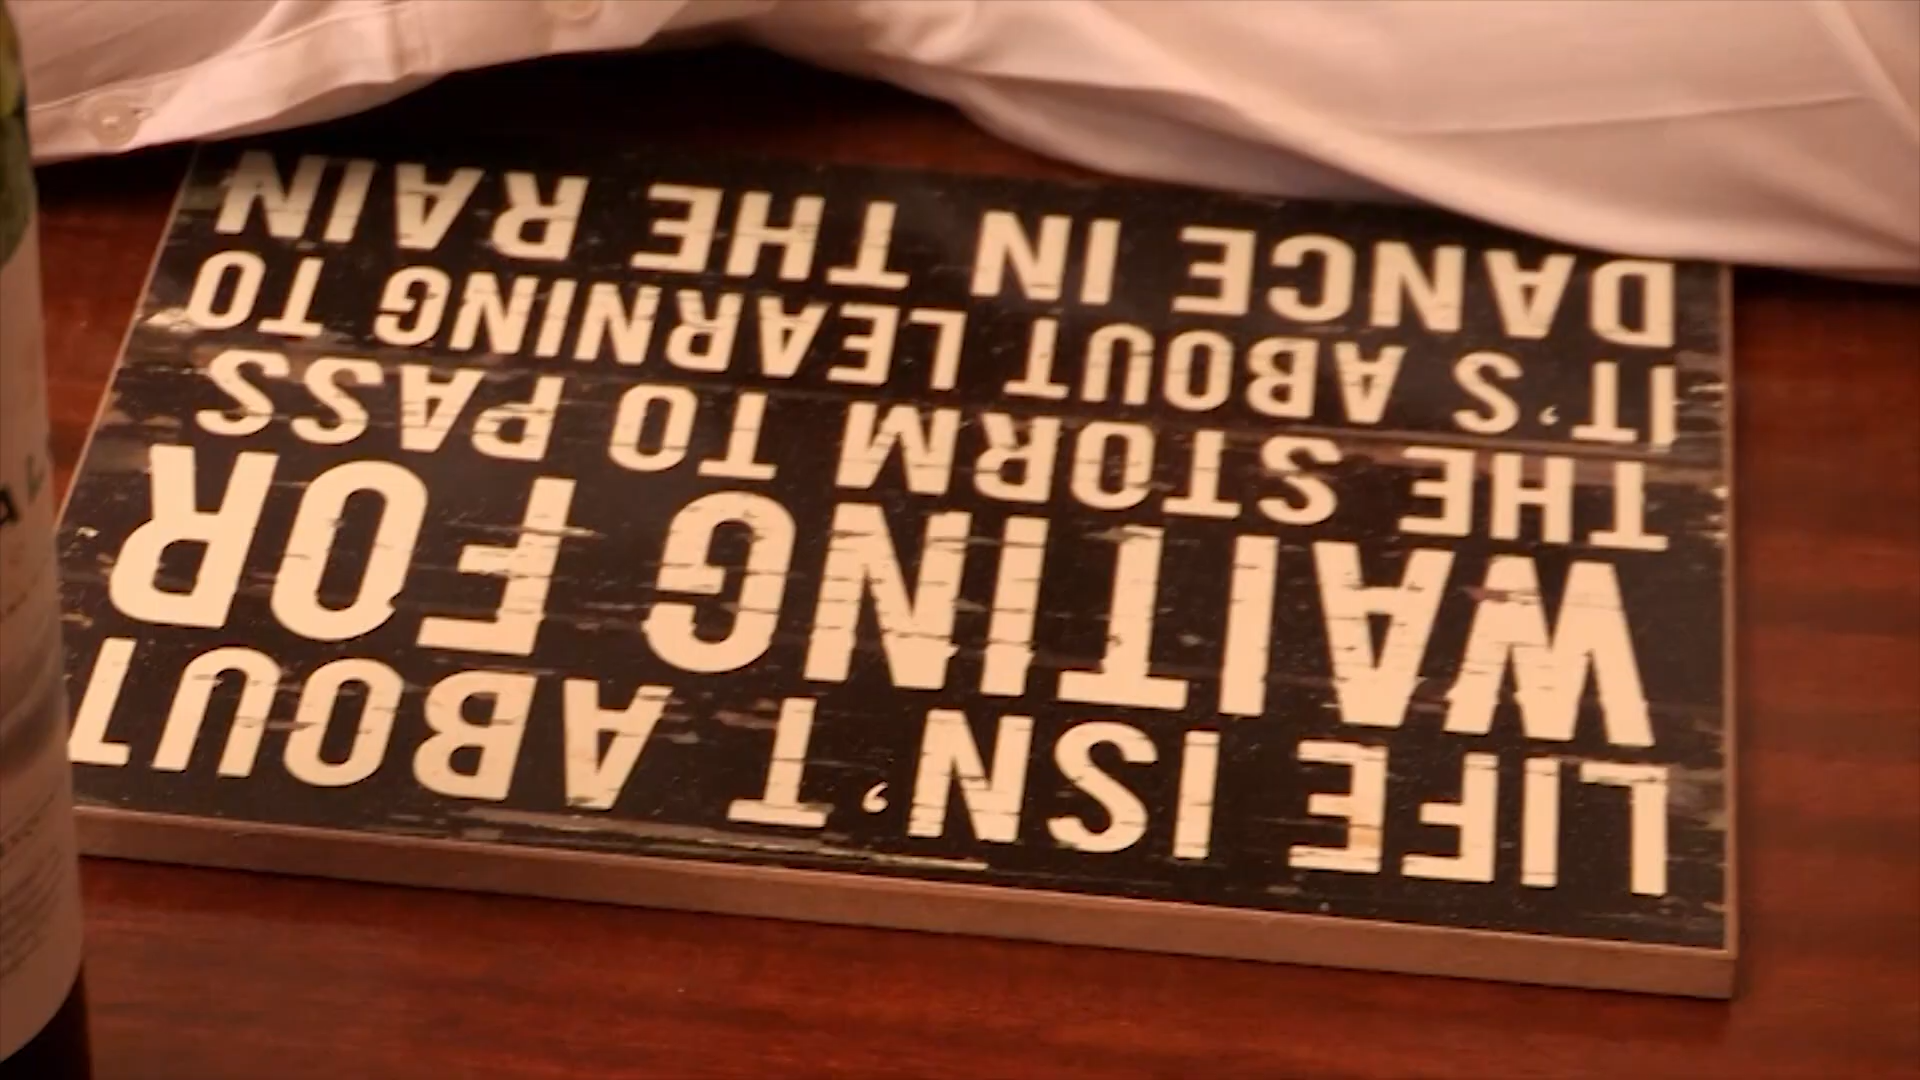 LIFE ISN'T ABOUT
WAITING FOR
THE STORM TO PASS
IT'S ABOUT LEARNING TO
DANCE IN THE RAIN